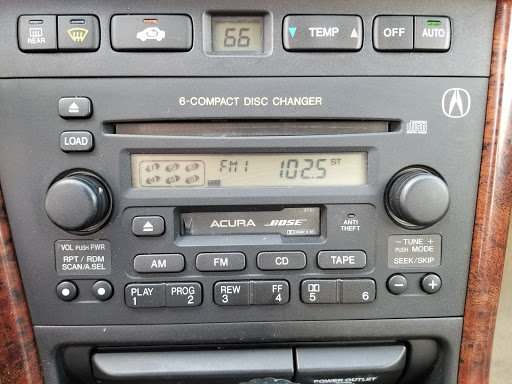 REAR
66
TEMP
OFF
AUTO
6-COMPACT DISC CHANGER
LOAD
FM1 102.5 ST
ACURA BOSE
ANTI THEFT
VOL PUSH PWR
RPT / RDM
SCAN/A.SEL
AM FM CD TAPE
- TUNE +
PUSH MODE
SEEK/SKIP
PLAY 1
PROG 2
REW 3
FF 4
5
6
POWER OUTLET